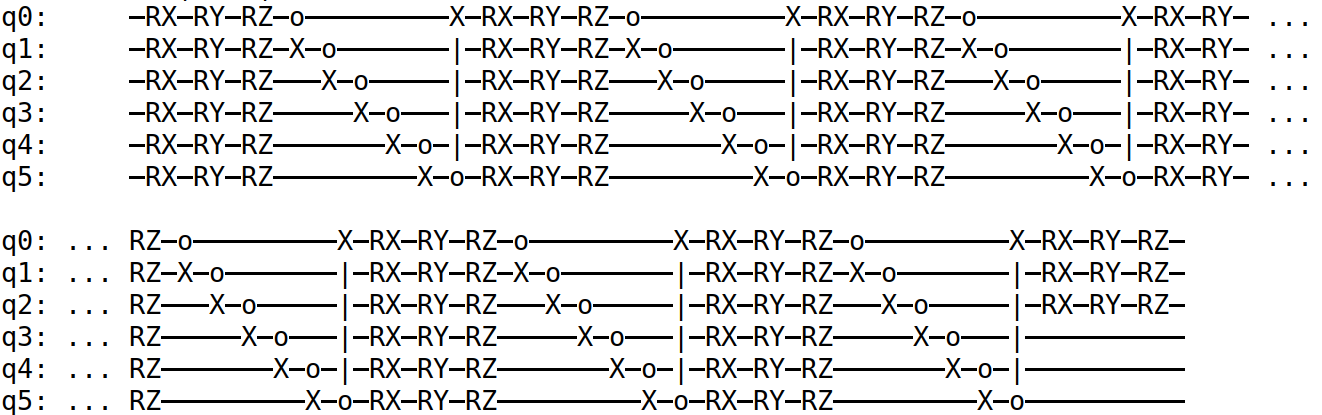 q0:     ─RX─RY─RZ─o─────────X─RX─RY─RZ─o─────────X─RX─RY─RZ─o─────────X─RX─RY─ ...
q1:     ─RX─RY─RZ─X─o───────|─RX─RY─RZ─X─o───────|─RX─RY─RZ─X─o───────|─RX─RY─ ...
q2:     ─RX─RY─RZ───X─o─────|─RX─RY─RZ───X─o─────|─RX─RY─RZ───X─o─────|─RX─RY─ ...
q3:     ─RX─RY─RZ─────X─o───|─RX─RY─RZ─────X─o───|─RX─RY─RZ─────X─o───|─RX─RY─ ...
q4:     ─RX─RY─RZ───────X─o─|─RX─RY─RZ───────X─o─|─RX─RY─RZ───────X─o─|─RX─RY─ ...
q5:     ─RX─RY─RZ─────────X─o─RX─RY─RZ─────────X─o─RX─RY─RZ─────────X─o─RX─RY─ ...

q0: ... RZ─o─────────X─RX─RY─RZ─o─────────X─RX─RY─RZ─o─────────X─RX─RY─RZ─
q1: ... RZ─X─o───────|─RX─RY─RZ─X─o───────|─RX─RY─RZ─X─o───────|─RX─RY─RZ─
q2: ... RZ───X─o─────|─RX─RY─RZ───X─o─────|─RX─RY─RZ───X─o─────|─RX─RY─RZ─
q3: ... RZ─────X─o───|─RX─RY─RZ─────X─o───|─RX─RY─RZ─────X─o───|──────────
q4: ... RZ───────X─o─|─RX─RY─RZ───────X─o─|─RX─RY─RZ───────X─o─|──────────
q5: ... RZ─────────X─o─RX─RY─RZ─────────X─o─RX─RY─RZ─────────X─o──────────